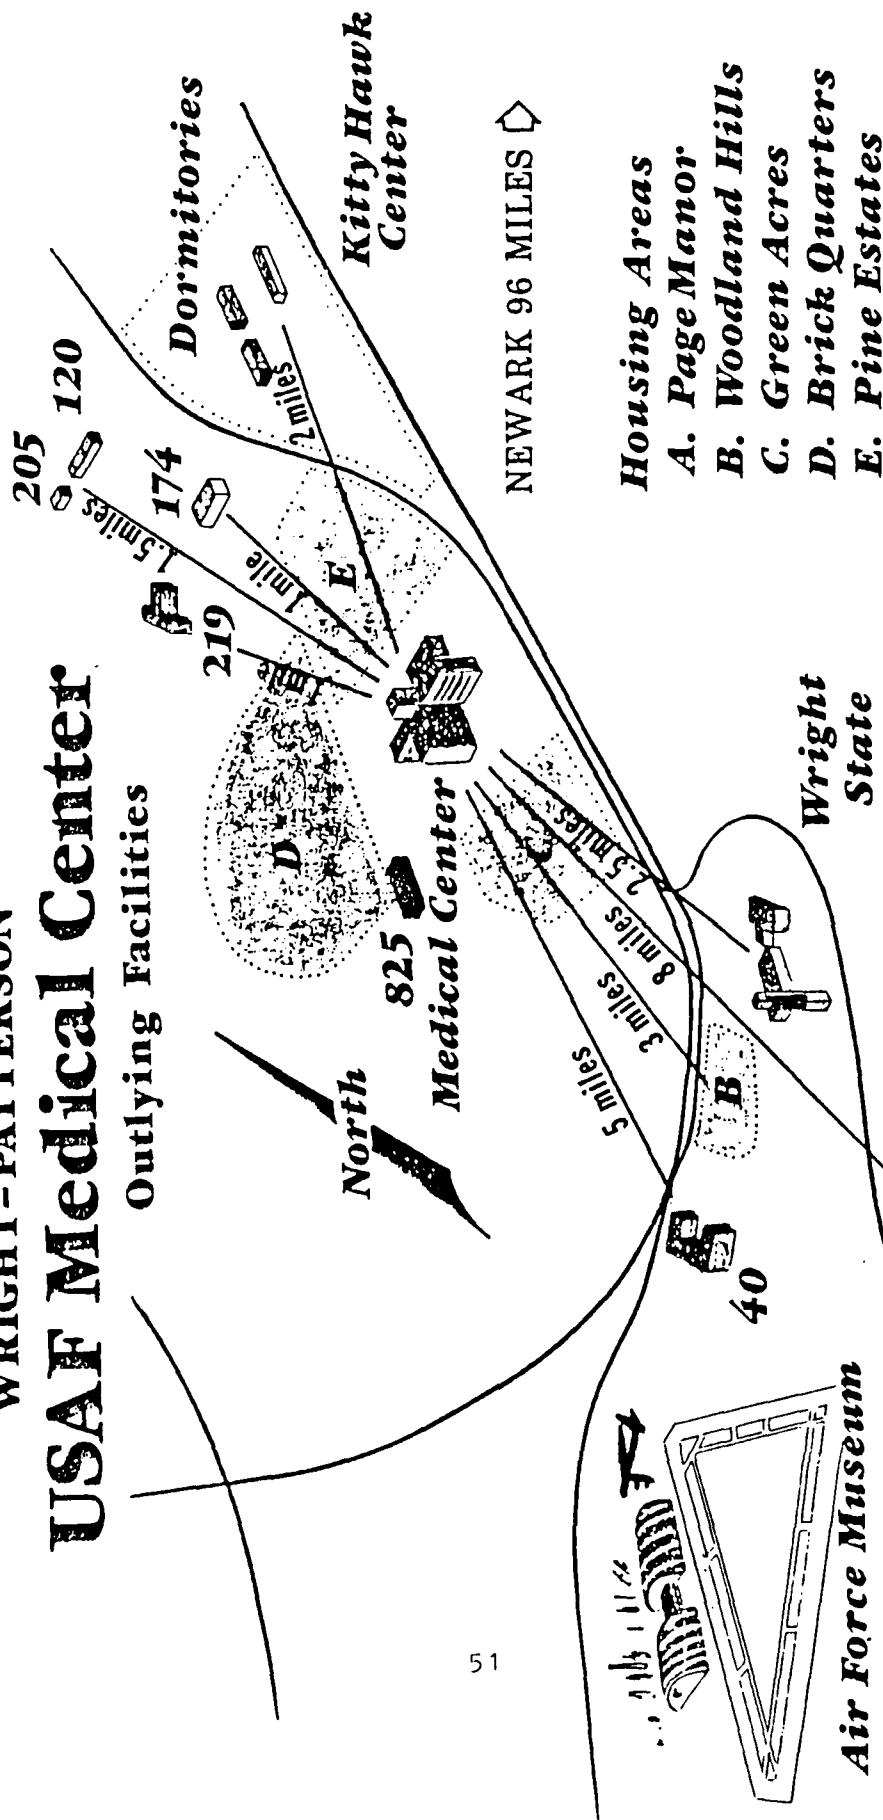 WRIGHT-PATTERSON
USAF Medical Center
Outlying Facilities
205
120
Dormitories
174
219
1.5 miles
1 mile
1 mile
2 miles
Kitty Hawk
Center
D
E
A
825
Medical Center
North
NEWARK 96 MILES
5 miles
3 miles
8 miles
2.5 miles
B
40
Wright
State
Air Force Museum
Housing Areas
A. Page Manor
B. Woodland Hills
C. Green Acres
D. Brick Quarters
E. Pine Estates
51